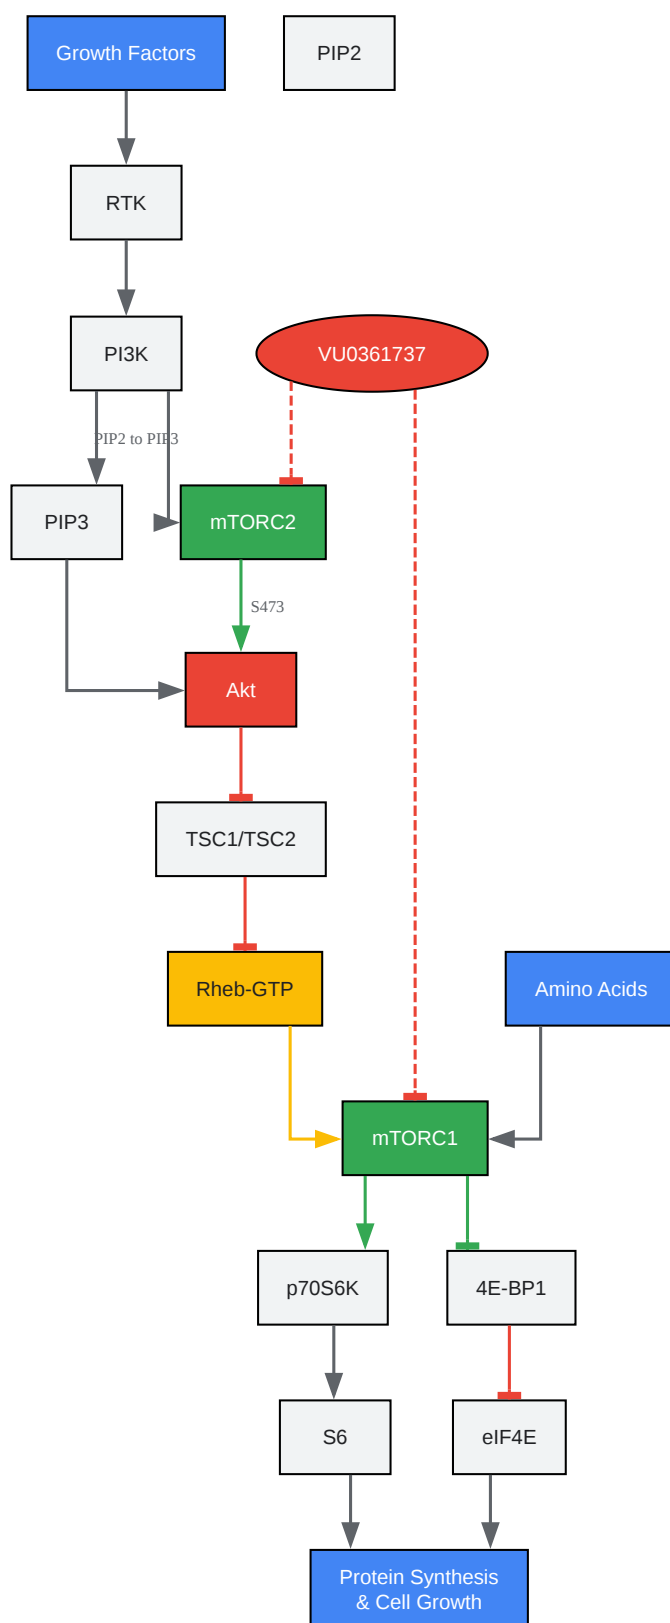 Growth Factors
PIP2
RTK
PI3K
VU0361737
PIP2 to PIP3
PIP3
mTORC2
S473
Akt
TSC1/TSC2
Rheb-GTP
Amino Acids
mTORC1
p70S6K
4E-BP1
S6
eIF4E
Protein Synthesis
& Cell Growth